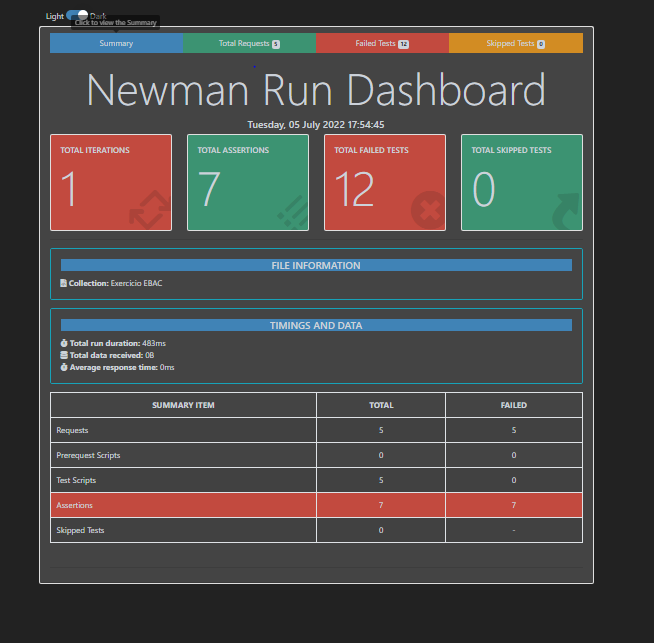 Light Dark
Click to view the Summary
Summary Total Requests 5 Failed Tests 12 Skipped Tests 0
Newman Run Dashboard
Tuesday, 05 July 2022 17:54:45
TOTAL ITERATIONS TOTAL ASSERTIONS TOTAL FAILED TESTS TOTAL SKIPPED TESTS
1 7 12 0
FILE INFORMATION
Collection: Exercicio EBAC
TIMINGS AND DATA
Total run duration: 483ms
Total data received: 0B
Average response time: 0ms
SUMMARY ITEM TOTAL FAILED
Requests 5 5
Prerequest Scripts 0 0
Test Scripts 5 0
Assertions 7 7
Skipped Tests 0 -